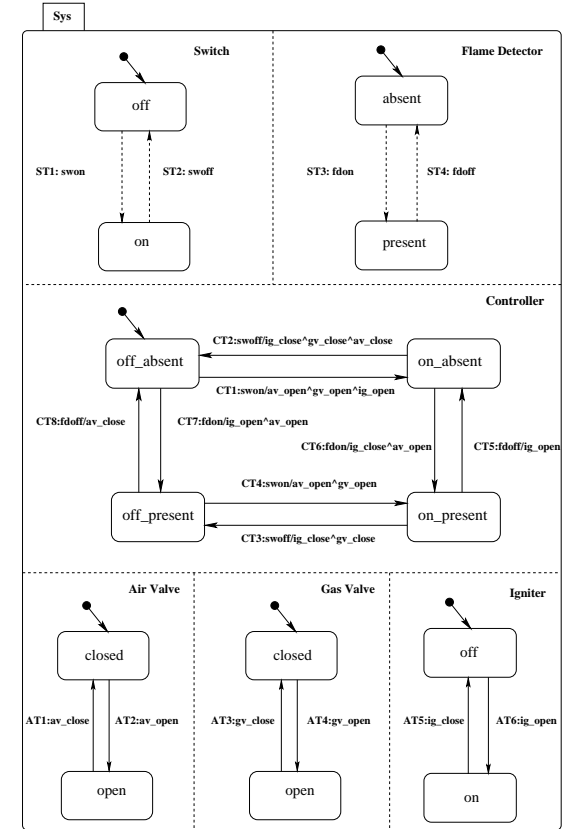 Sys
Switch
Flame Detector
off
absent
ST1: swon
ST2: swoff
ST3: fdon
ST4: fdoff
on
present
Controller
CT2:swoff/ig_close^gv_close^av_close
off_absent
on_absent
CT1:swon/av_open^gv_open^ig_open
CT8:fdoff/av_close
CT7:fdon/ig_open^av_open
CT6:fdon/ig_close^av_open
CT5:fdoff/ig_open
CT4:swon/av_open^gv_open
off_present
on_present
CT3:swoff/ig_close^gv_close
Air Valve
Gas Valve
Igniter
closed
closed
off
AT1:av_close
AT2:av_open
AT3:gv_close
AT4:gv_open
AT5:ig_close
AT6:ig_open
open
open
on